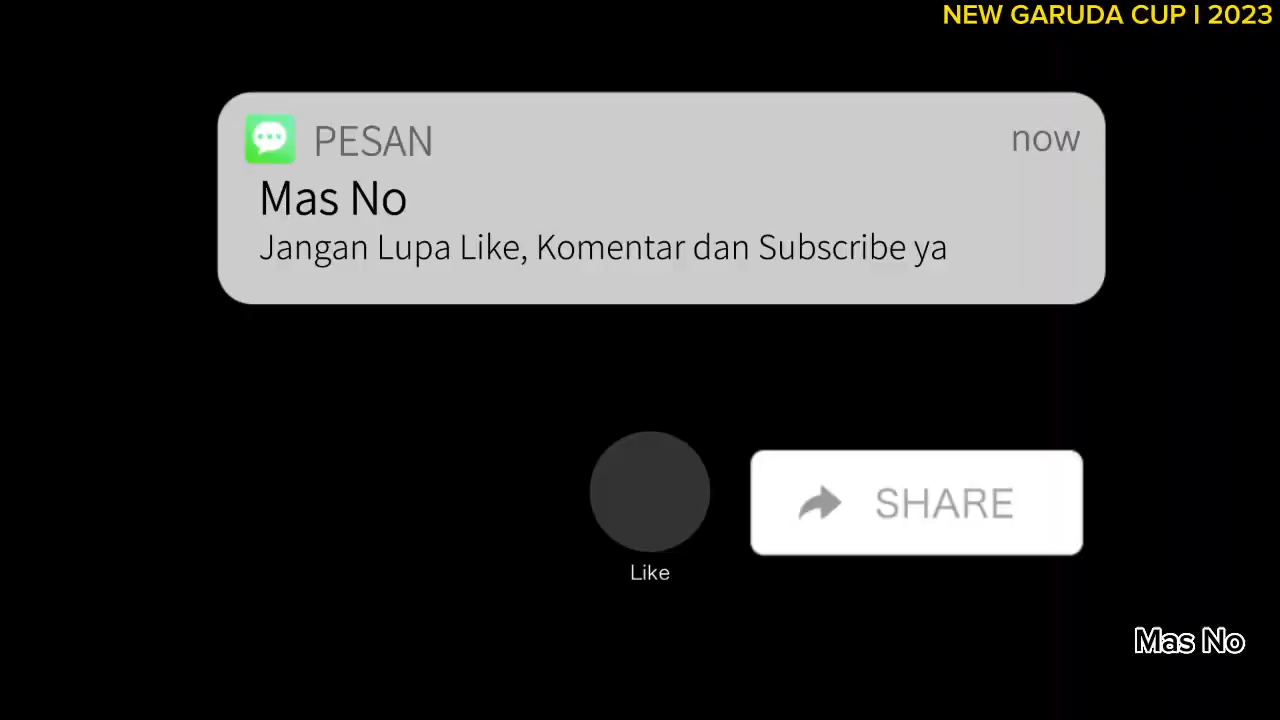 NEW GARUDA CUP I 2023
PESAN
now
Mas No
Jangan Lupa Like, Komentar dan Subscribe ya
SHARE
Like
Mas No